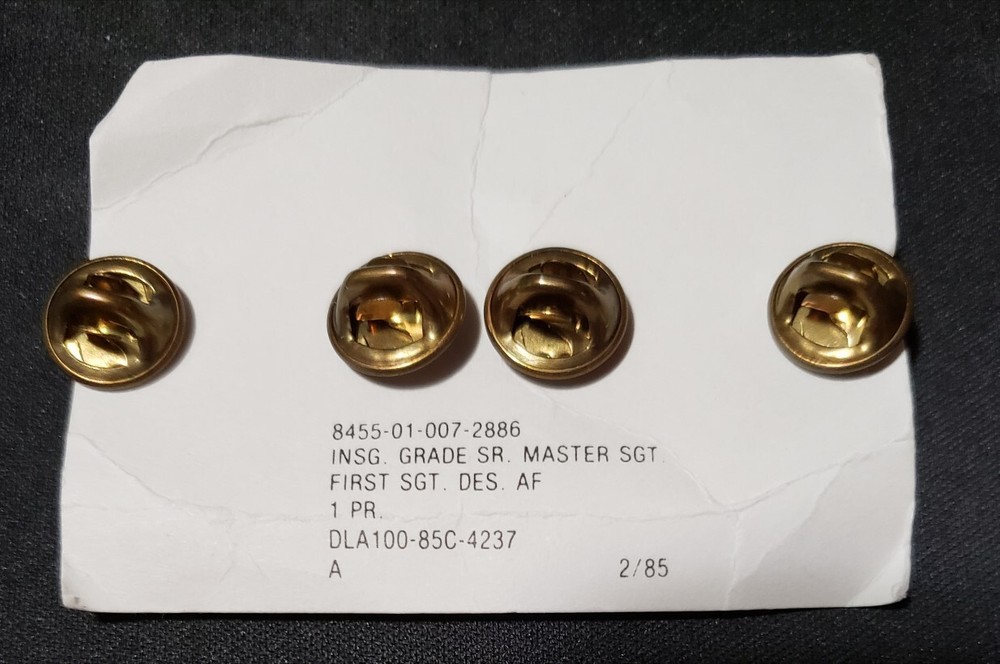 8455-01-007-2886
INSG. GRADE SR. MASTER SGT.
FIRST SGT. DES. AF
1 PR.
DLA100-85C-4237
A 2/85